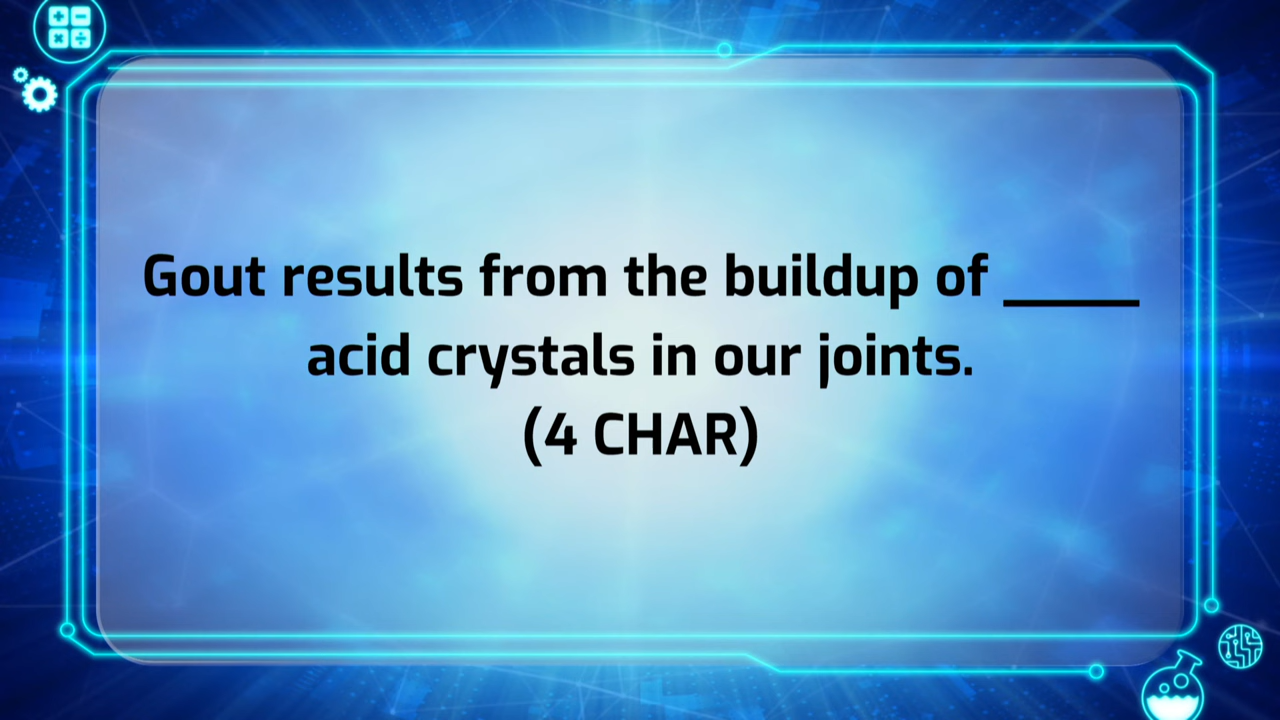 Gout results from the buildup of _____
acid crystals in our joints.
(4 CHAR)